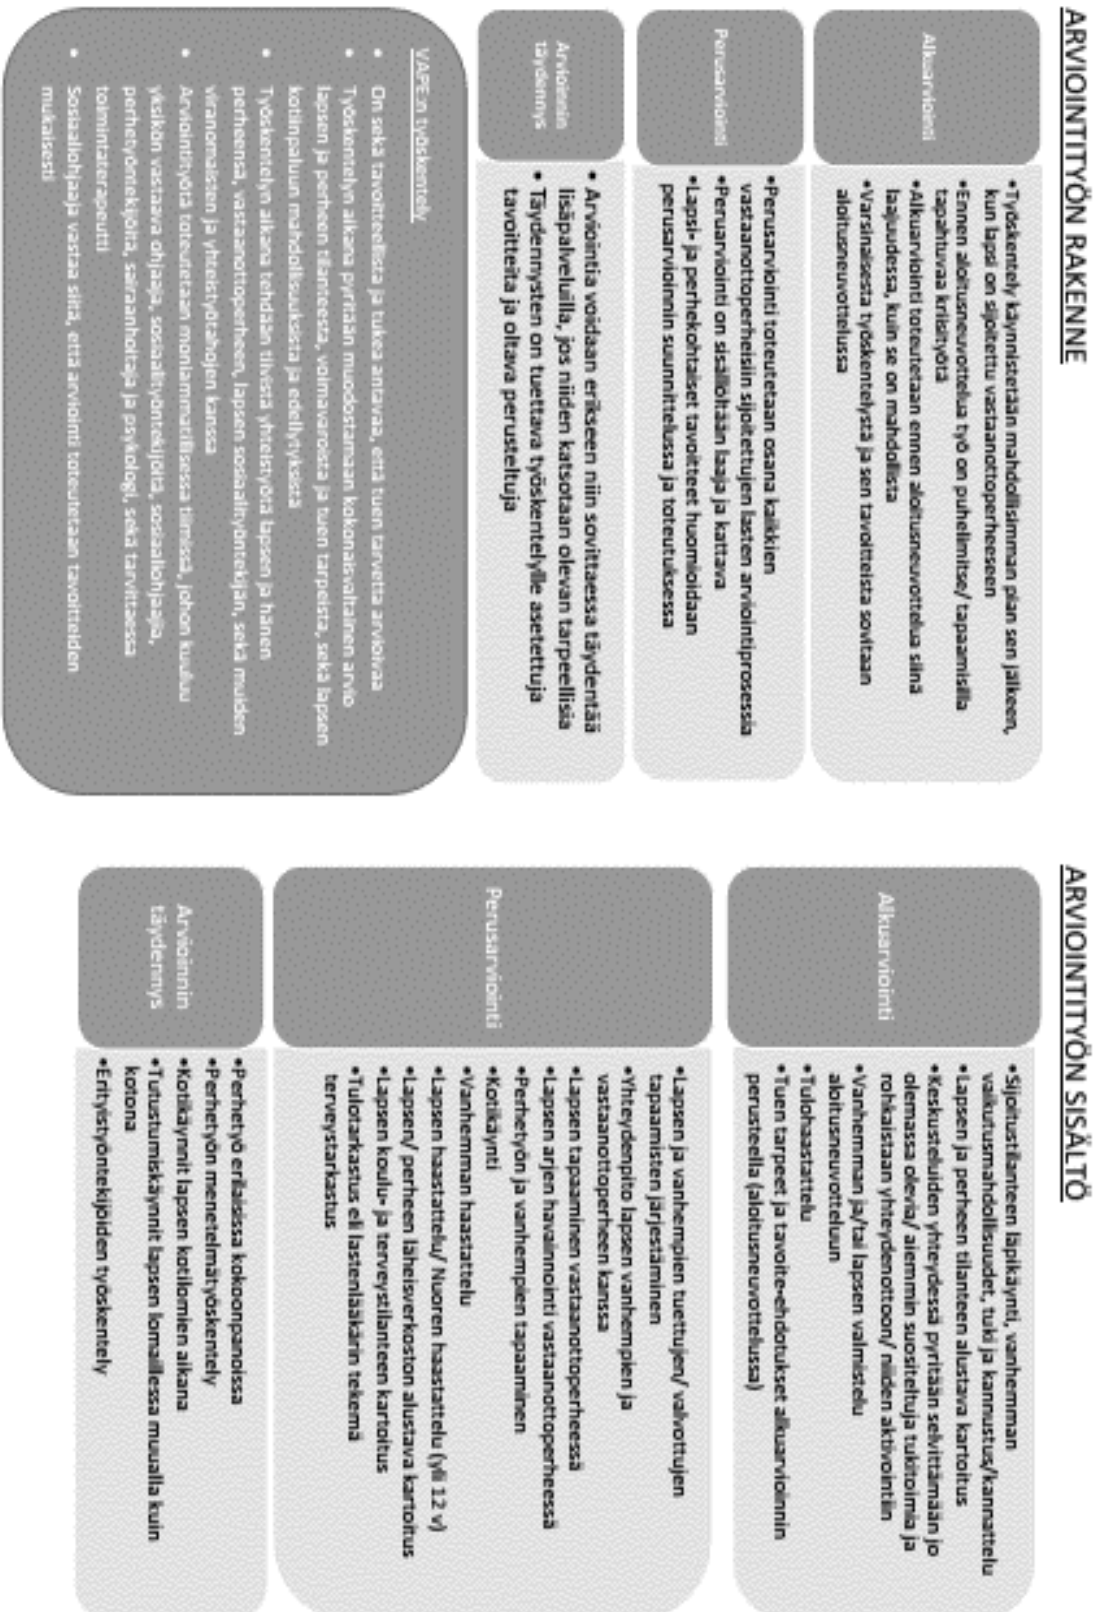 ARVIOINTITYÖN RAKENNE
Alkuarviointi
•Työskentely käynnistetään mahdollisimman pian sen jälkeen,
kun lapsi on sijoitettu vastaanottoperheeseen
•Ennen aloitusneuvottelua työ on puhelimitse/ tapaamisilla
tapahtuvaa kriisityötä
•Alkuarviointi toteutetaan ennen aloitusneuvottelua siinä
laajuudessa, kuin se on mahdollista
•Varsinaisesta työskentelystä ja sen tavoitteista sovitaan
aloitusneuvottelussa
Perusarviointi
•Perusarviointi toteutetaan osana kaikkien
vastaanottoperheisiin sijoitettujen lasten arviointiprosessia
•Peruarviointi on sisällöltään laaja ja kattava
•Lapsi- ja perhekohtaiset tavoitteet huomioidaan
perusarvioinnin suunnittelussa ja toteutuksessa
Arvioinnin
täydennys
• Arviointia voidaan erikseen niin sovittaessa täydentää
lisäpalveluilla, jos niiden katsotaan olevan tarpeellisia
• Täydennysten on tuettava työskentelylle asetettuja
tavoitteita ja oltava perusteltuja
VAPE:n työskentely
• On sekä tavoitteellista ja tukea antavaa, että tuen tarvetta arvioivaa
• Työskentelyn aikana pyritään muodostamaan kokonaisvaltainen arvio
lapsen ja perheen tilanteesta, voimavaroista ja tuen tarpeista, sekä lapsen
kotiinpaluun mahdollisuuksista ja edellytyksistä
• Työskentelyn aikana tehdään tiivistä yhteistyötä lapsen ja hänen
perheensä, vastaanottoperheen, lapsen sosiaalityöntekijän, sekä muiden
viranomaisten ja yhteistyötahojen kanssa
• Arviointityötä toteutetaan moniammatillisessa tiimissä, johon kuuluu
yksikön vastaava ohjaaja, sosiaalityöntekijöitä, sosiaaliohjaajia,
perhetyöntekijöitä, sairaanhoitaja ja psykologi, sekä tarvittaessa
toimintaterapeutti
• Sosiaaliohjaaja vastaa siitä, että arviointi toteutetaan tavoitteiden
mukaisesti
ARVIOINTITYÖN SISÄLTÖ
Alkuarviointi
•Sijoitustilanteen läpikäynti, vanhemman
vaikutusmahdollisuudet, tuki ja kannustus/kannattelu
•Lapsen ja perheen tilanteen alustava kartoitus
•Keskusteluiden yhteydessä pyritään selvittämään jo
olemassa olevia/ aiemmin suositeltuja tukitoimia ja
rohkaistaan yhteydenottoon/ niiden aktivointiin
•Vanhemman ja/tai lapsen valmistelu
aloitusneuvotteluun
•Tulohaastattelu
•Tuen tarpeet ja tavoite-ehdotukset alkuarvioinnin
perusteella (aloitusneuvottelussa)
Perusarviointi
•Lapsen ja vanhempien tuettujen/ valvottujen
tapaamisten järjestäminen
•Yhteydenpito lapsen vanhempien ja
vastaanottoperheen kanssa
•Lapsen tapaaminen vastaanottoperheessä
•Lapsen arjen havainnointi vastaanottoperheessä
•Perhetyön ja vanhempien tapaaminen
•Kotikäynti
•Vanhemman haastattelu
•Lapsen haastattelu/ Nuoren haastattelu (yli 12 v)
•Lapsen/ perheen läheisverkoston alustava kartoitus
•Lapsen koulu- ja terveystilanteen kartoitus
•Tulotarkastus eli lastenlääkärin tekemä
terveystarkastus
Arvioinnin
täydennys
•Perhetyö erilaisissa kokoonpanoissa
•Perhetyön menetelmätyöskentely
•Kotikäynnit lapsen kotilomien aikana
•Tutustumiskäynnit lapsen lomaillessa muualla kuin
kotona
•Erityistyöntekijöiden työskentely